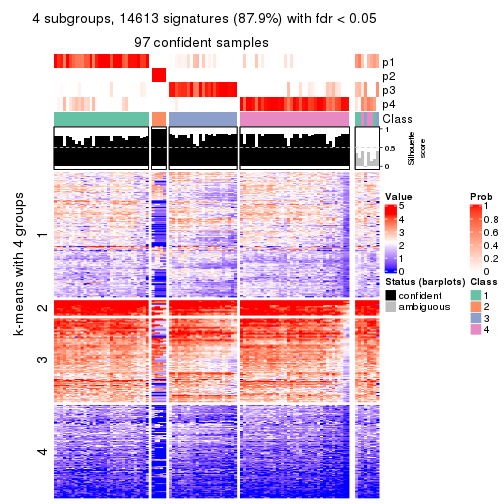 4 subgroups, 14613 signatures (87.9%) with fdr < 0.05
97 confident samples
p1
p2
p3
p4
Class
1
0.5
0
Silhouette
score
k-means with 4 groups
1
2
3
4
Value
5
4
3
2
1
0
Prob
1
0.8
0.6
0.4
0.2
0
Status (barplots)
confident
ambiguous
Class
1
2
3
4